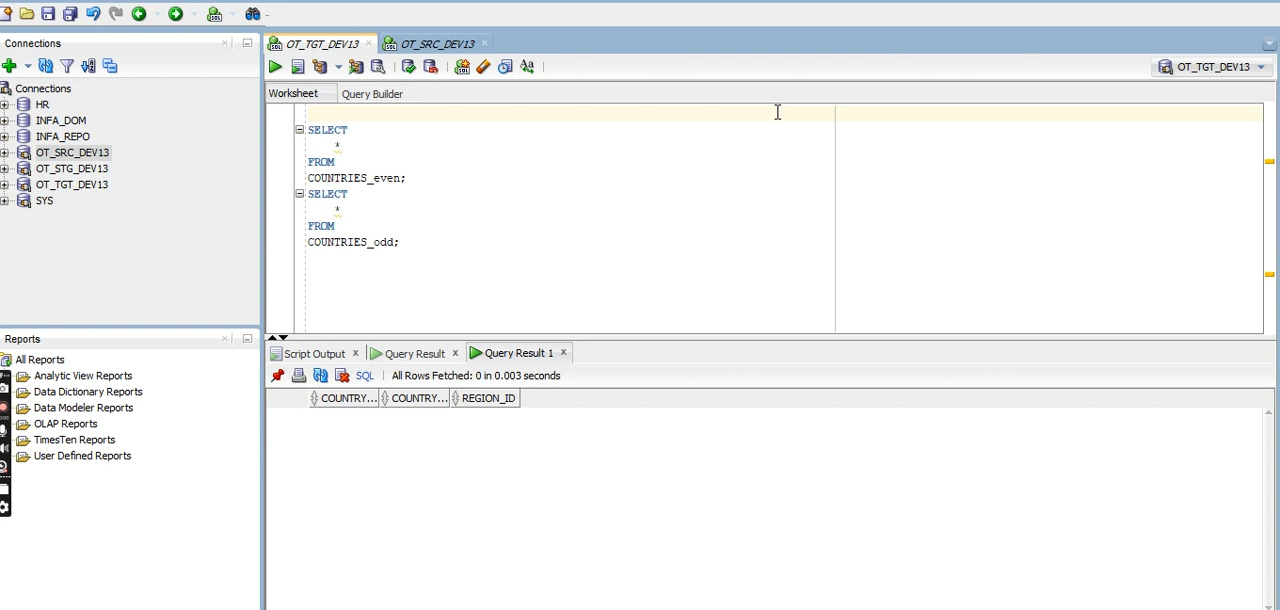 Connections
Connections
HR
INFA_DOM
INFA_REPO
OT_SRC_DEV13
OT_STG_DEV13
OT_TGT_DEV13
SYS
Reports
All Reports
Analytic View Reports
Data Dictionary Reports
Data Modeler Reports
OLAP Reports
TimesTen Reports
User Defined Reports
OT_TGT_DEV13 OT_SRC_DEV13
OT_TGT_DEV13
Worksheet Query Builder
SELECT
*
FROM
COUNTRIES_even;
SELECT
*
FROM
COUNTRIES_odd;
Script Output Query Result Query Result 1
SQL All Rows Fetched: 0 in 0.003 seconds
COUNTRY... COUNTRY... REGION_ID